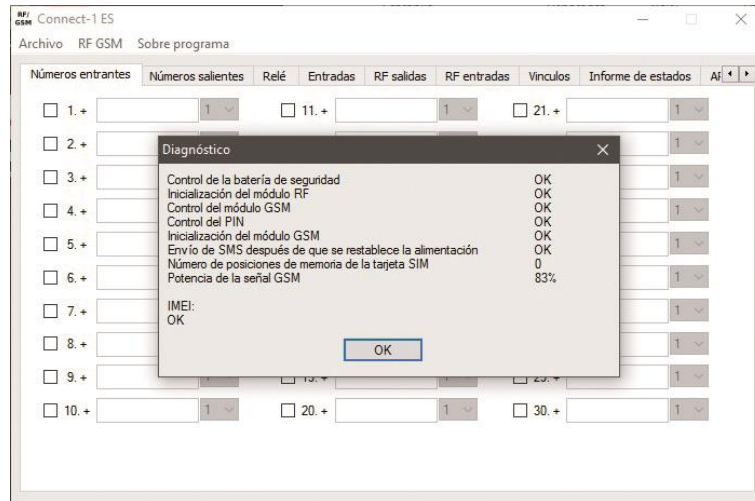 RF/GSM Connect-1 ES
Archivo RF GSM Sobre programa
Números entrantes Números salientes Relé Entradas RF salidas RF entradas Vinculos Informe de estados
1. + 1 11. + 1 21. + 1
2. + 1
Diagnóstico
3. + 1
Control de la batería de seguridad OK
Inicialización del módulo RF OK
Control del módulo GSM OK
4. + 1
Control del PIN OK
Inicialización del módulo GSM OK
5. + 1
Envío de SMS después de que se restablece la alimentación OK
Número de posiciones de memoria de la tarjeta SIM 0
6. + 1
Potencia de la señal GSM 83%
IMEI:
7. + 1
OK
8. + 1
OK
9. + 1
10. + 1 20. + 1 30. + 1